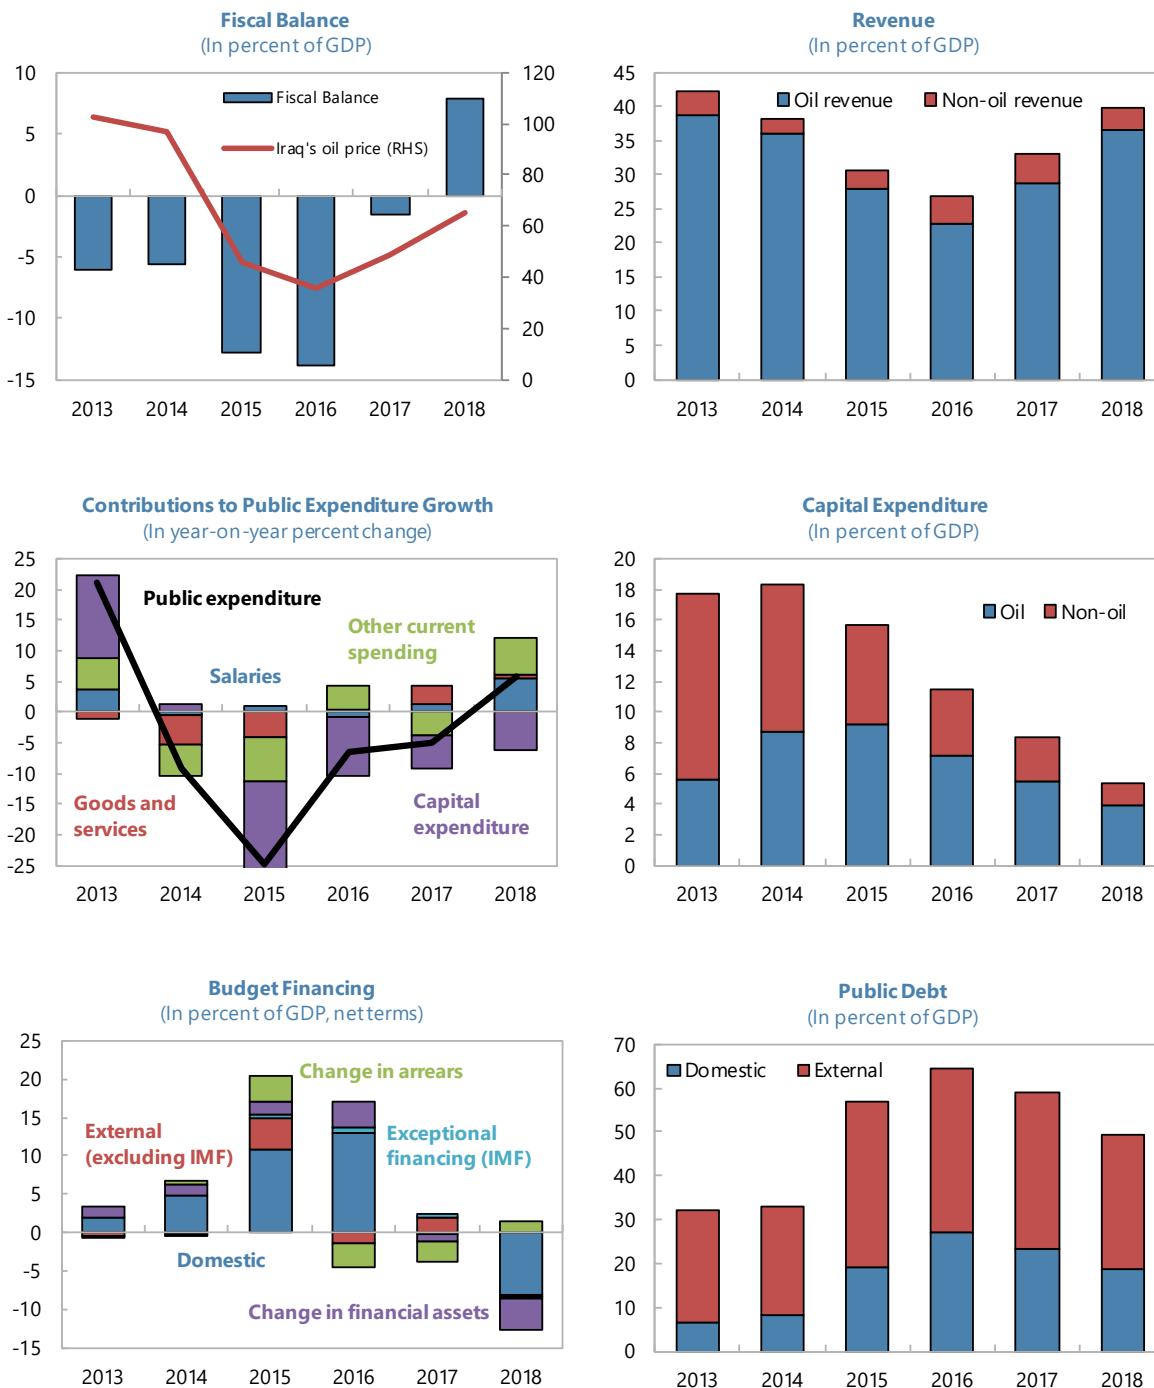 Fiscal Balance
(In percent of GDP)
10
5
0
-5
-10
-15
120
100
80
60
40
20
0
Fiscal Balance
Iraq's oil price (RHS)
2013 2014 2015 2016 2017 2018
Revenue
(In percent of GDP)
45
40
35
30
25
20
15
10
5
0
Oil revenue Non-oil revenue
2013 2014 2015 2016 2017 2018
Contributions to Public Expenditure Growth
(In year-on-year percent change)
25
20
15
10
5
0
-5
-10
-15
-20
-25
Public expenditure
Other current
spending
Salaries
Goods and
services
Capital
expenditure
2013 2014 2015 2016 2017 2018
Capital Expenditure
(In percent of GDP)
20
18
16
14
12
10
8
6
4
2
0
Oil Non-oil
2013 2014 2015 2016 2017 2018
Budget Financing
(In percent of GDP, net terms)
25
20
15
10
5
0
-5
-10
-15
Change in arrears
External
(excluding IMF)
Exceptional
financing (IMF)
Domestic
Change in financial assets
2013 2014 2015 2016 2017 2018
Public Debt
(In percent of GDP)
70
60
50
40
30
20
10
0
Domestic External
2013 2014 2015 2016 2017 2018